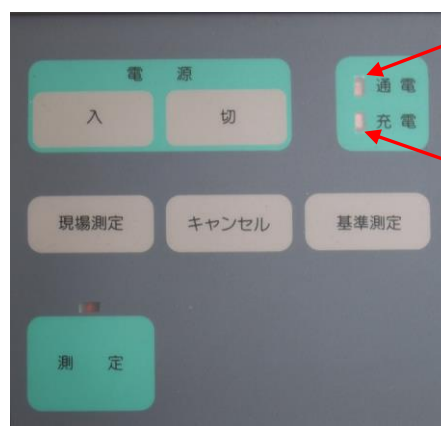 電 源
入 切
通 電
充 電
現場測定 キャンセル 基準測定
測 定